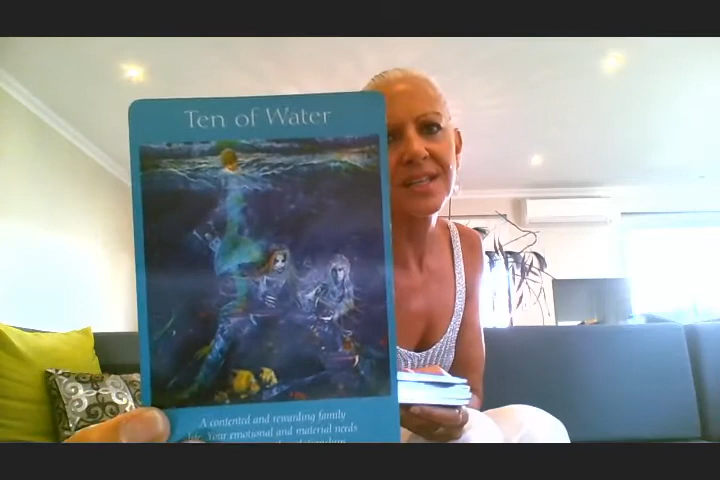 Ten of Water
A contented and rewarding family
life. Your emotional and material needs